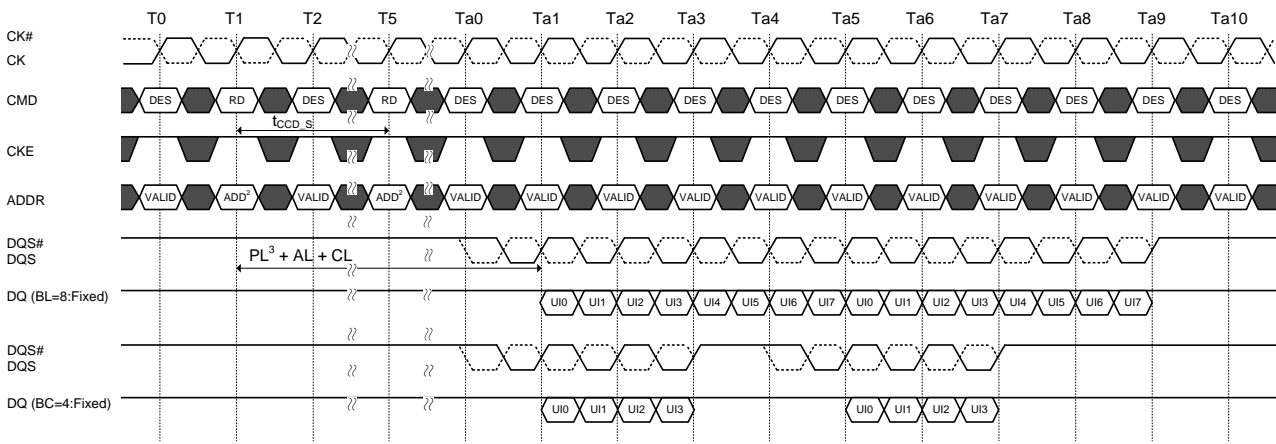 T0 T1 T2 T5 Ta0 Ta1 Ta2 Ta3 Ta4 Ta5 Ta6 Ta7 Ta8 Ta9 Ta10
CK#
CK
CMD DES RD DES RD DES DES DES DES DES DES DES DES DES DES DES
tCCD_S
CKE
ADDR VALID ADD² VALID ADD² VALID VALID VALID VALID VALID VALID VALID VALID VALID VALID VALID
DQS#
DQS
PL³ + AL + CL
DQ (BL=8:Fixed) UI0 UI1 UI2 UI3 UI4 UI5 UI6 UI7 UI0 UI1 UI2 UI3 UI4 UI5 UI6 UI7
DQS#
DQS
DQ (BC=4:Fixed) UI0 UI1 UI2 UI3 UI0 UI1 UI2 UI3